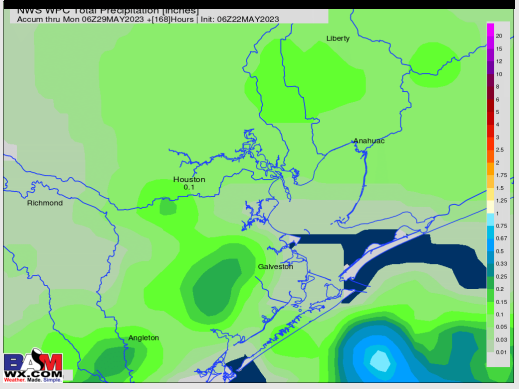 NWS WPC Total Precipitation [inches]
Accum thru Mon 06Z29MAY2023 +[168]Hours | Init: 06Z22MAY2023
Liberty
Anahuac
Houston
0.1
Richmond
Galveston
Angleton
20
15
12
10
8
6
5
4
3
2.5
2
1.5
1.25
1
0.75
0.67
0.5
0.33
0.25
0.2
0.15
0.1
0.05
0.03
0.01
BAM
WX.COM
Weather. Made. Simple.